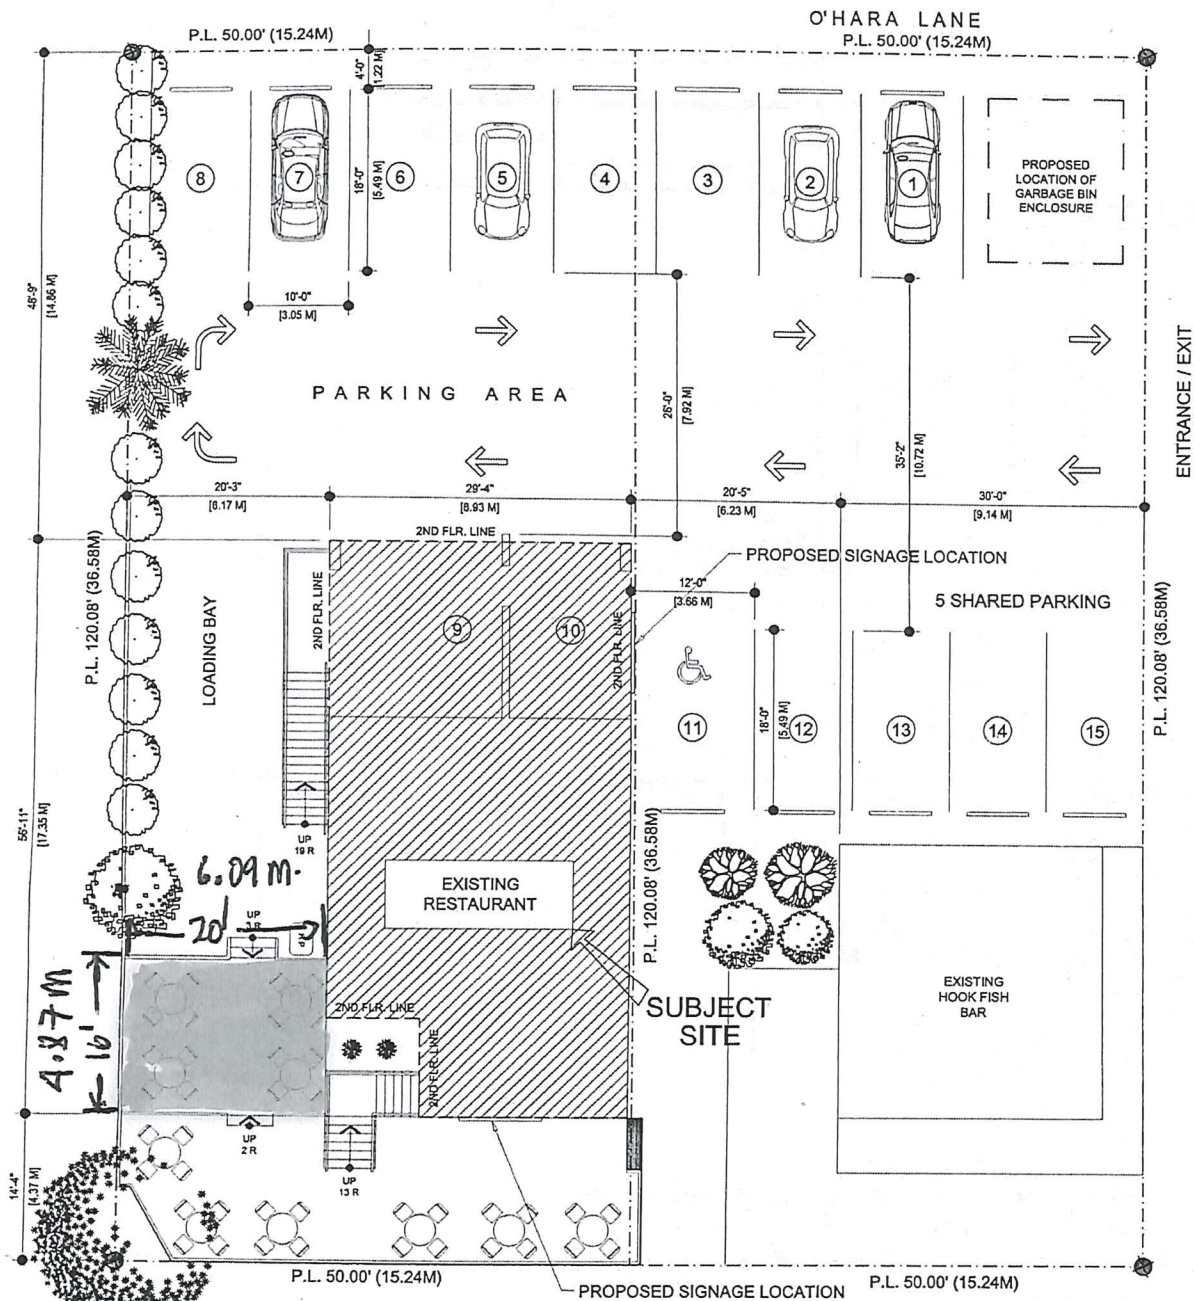 O'HARA LANE
P.L. 50.00' (15.24M)
P.L. 50.00' (15.24M)
4'-0"
1.22 M]
8
7
6
5
4
3
2
1
18'-0"
[5.49 M]
PROPOSED
LOCATION OF
GARBAGE BIN
ENCLOSURE
48'-9"
[14.86 M]
10'-0"
[3.05 M]
PARKING AREA
26'-0"
[7.92 M]
35'-2"
[10.72 M]
ENTRANCE / EXIT
20'-3"
[6.17 M]
29'-4"
[8.93 M]
20'-5"
[6.23 M]
30'-0"
[9.14 M]
2ND FLR. LINE
PROPOSED SIGNAGE LOCATION
P.L. 120.08' (36.58M)
LOADING BAY
2ND FLR. LINE
9
10
2ND FLR. LINE
12'-0"
[3.66 M]
5 SHARED PARKING
P.L. 120.08' (36.58M)
11
18'-0"
[5.49 M]
12
13
14
15
56'-11"
[17.35 M]
UP
19 R
P.L. 120.08' (36.58M)
6.09 M.
20'
UP
3 R
EXISTING
RESTAURANT
4.87 M
16'
2ND FLR. LINE
2ND FLR. LINE
SUBJECT
SITE
EXISTING
HOOK FISH
BAR
UP
2 R
UP
13 R
14'-4"
[4.37 M]
P.L. 50.00' (15.24M)
P.L. 50.00' (15.24M)
PROPOSED SIGNAGE LOCATION